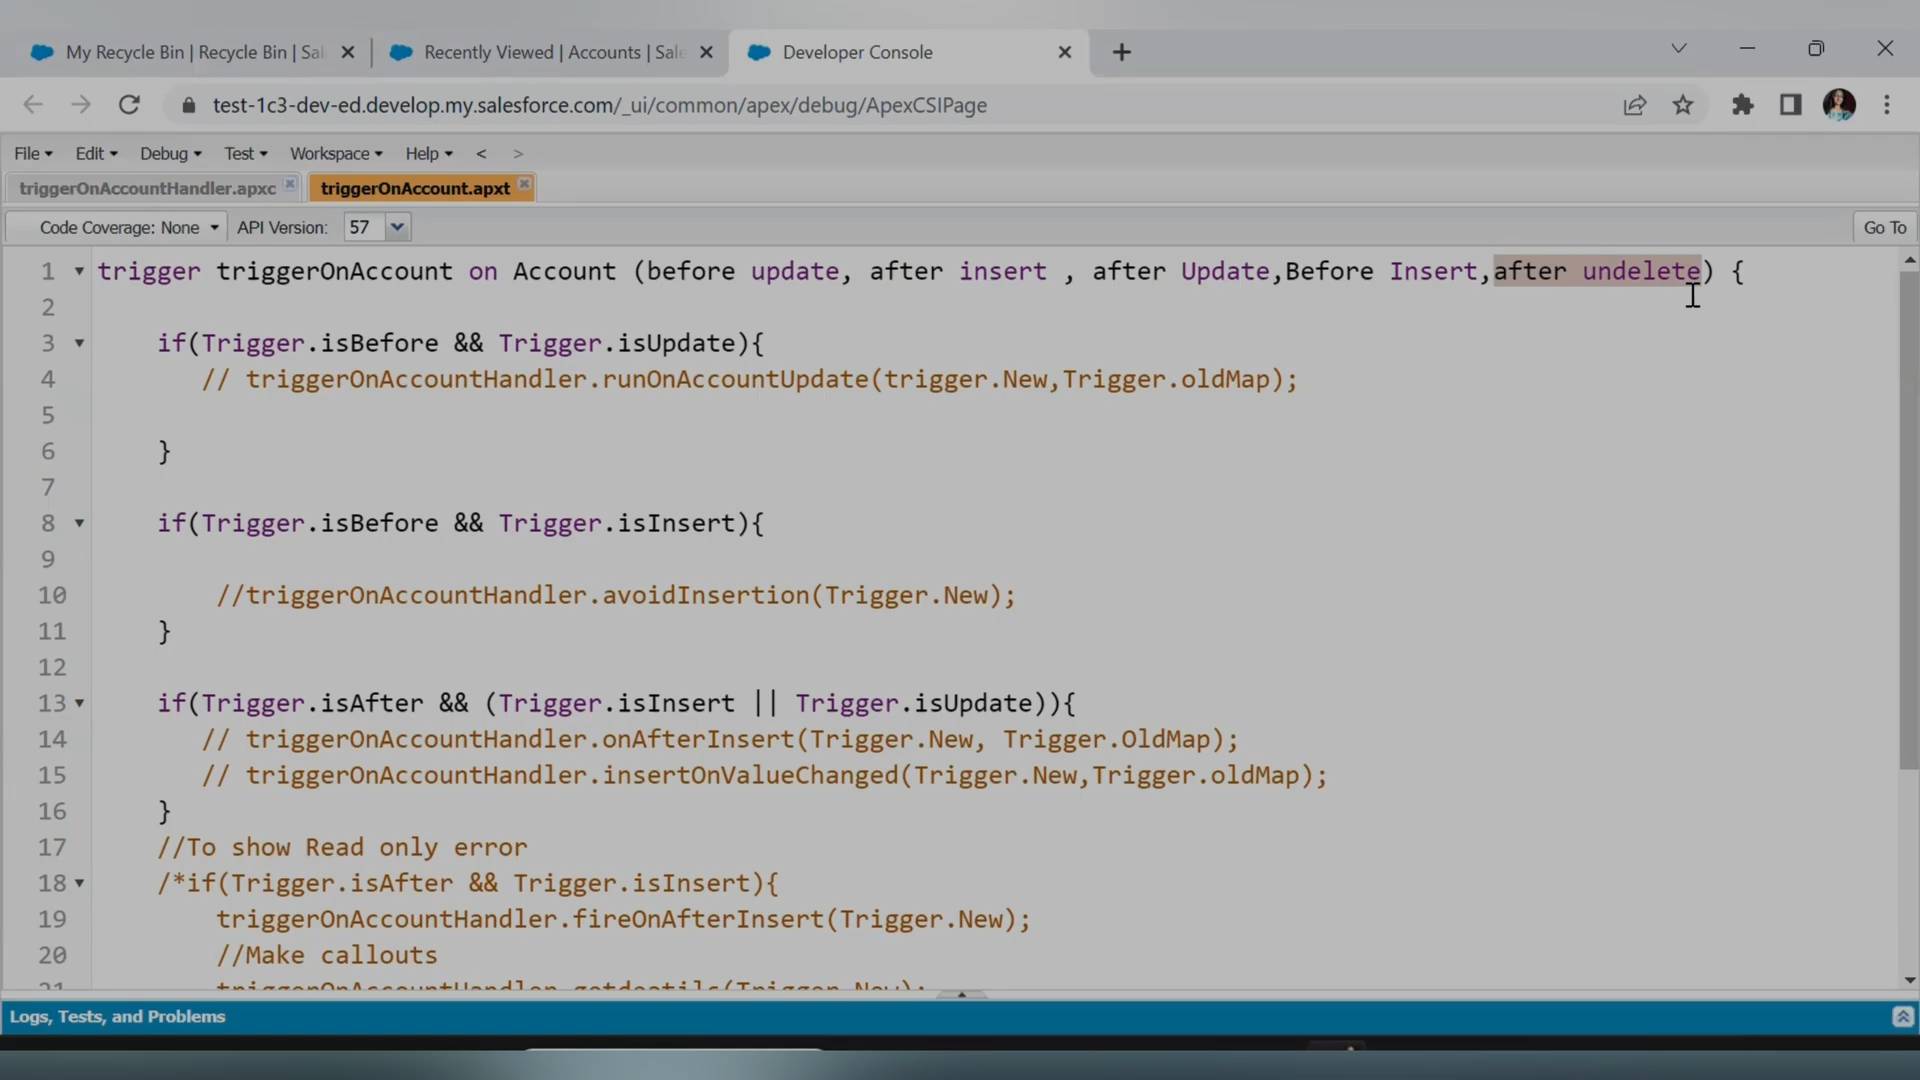 My Recycle Bin | Recycle Bin | Sal
Recently Viewed | Accounts | Sale
Developer Console
test-1c3-dev-ed.develop.my.salesforce.com/_ui/common/apex/debug/ApexCSIPage
File Edit Debug Test Workspace Help < >
triggerOnAccountHandler.apxc triggerOnAccount.apxt
Code Coverage: None API Version: 57 Go To
1 trigger triggerOnAccount on Account (before update, after insert , after Update,Before Insert,after undelete) {
2
3 if(Trigger.isBefore && Trigger.isUpdate){
4 // triggerOnAccountHandler.runOnAccountUpdate(trigger.New,Trigger.oldMap);
5
6 }
7
8 if(Trigger.isBefore && Trigger.isInsert){
9
10 //triggerOnAccountHandler.avoidInsertion(Trigger.New);
11 }
12
13 if(Trigger.isAfter && (Trigger.isInsert || Trigger.isUpdate)){
14 // triggerOnAccountHandler.onAfterInsert(Trigger.New, Trigger.OldMap);
15 // triggerOnAccountHandler.insertOnValueChanged(Trigger.New,Trigger.oldMap);
16 }
17 //To show Read only error
18 /*if(Trigger.isAfter && Trigger.isInsert){
19 triggerOnAccountHandler.fireOnAfterInsert(Trigger.New);
20 //Make callouts
21 triggerOnAccountHandler.getdeatils(Trigger.New);
Logs, Tests, and Problems